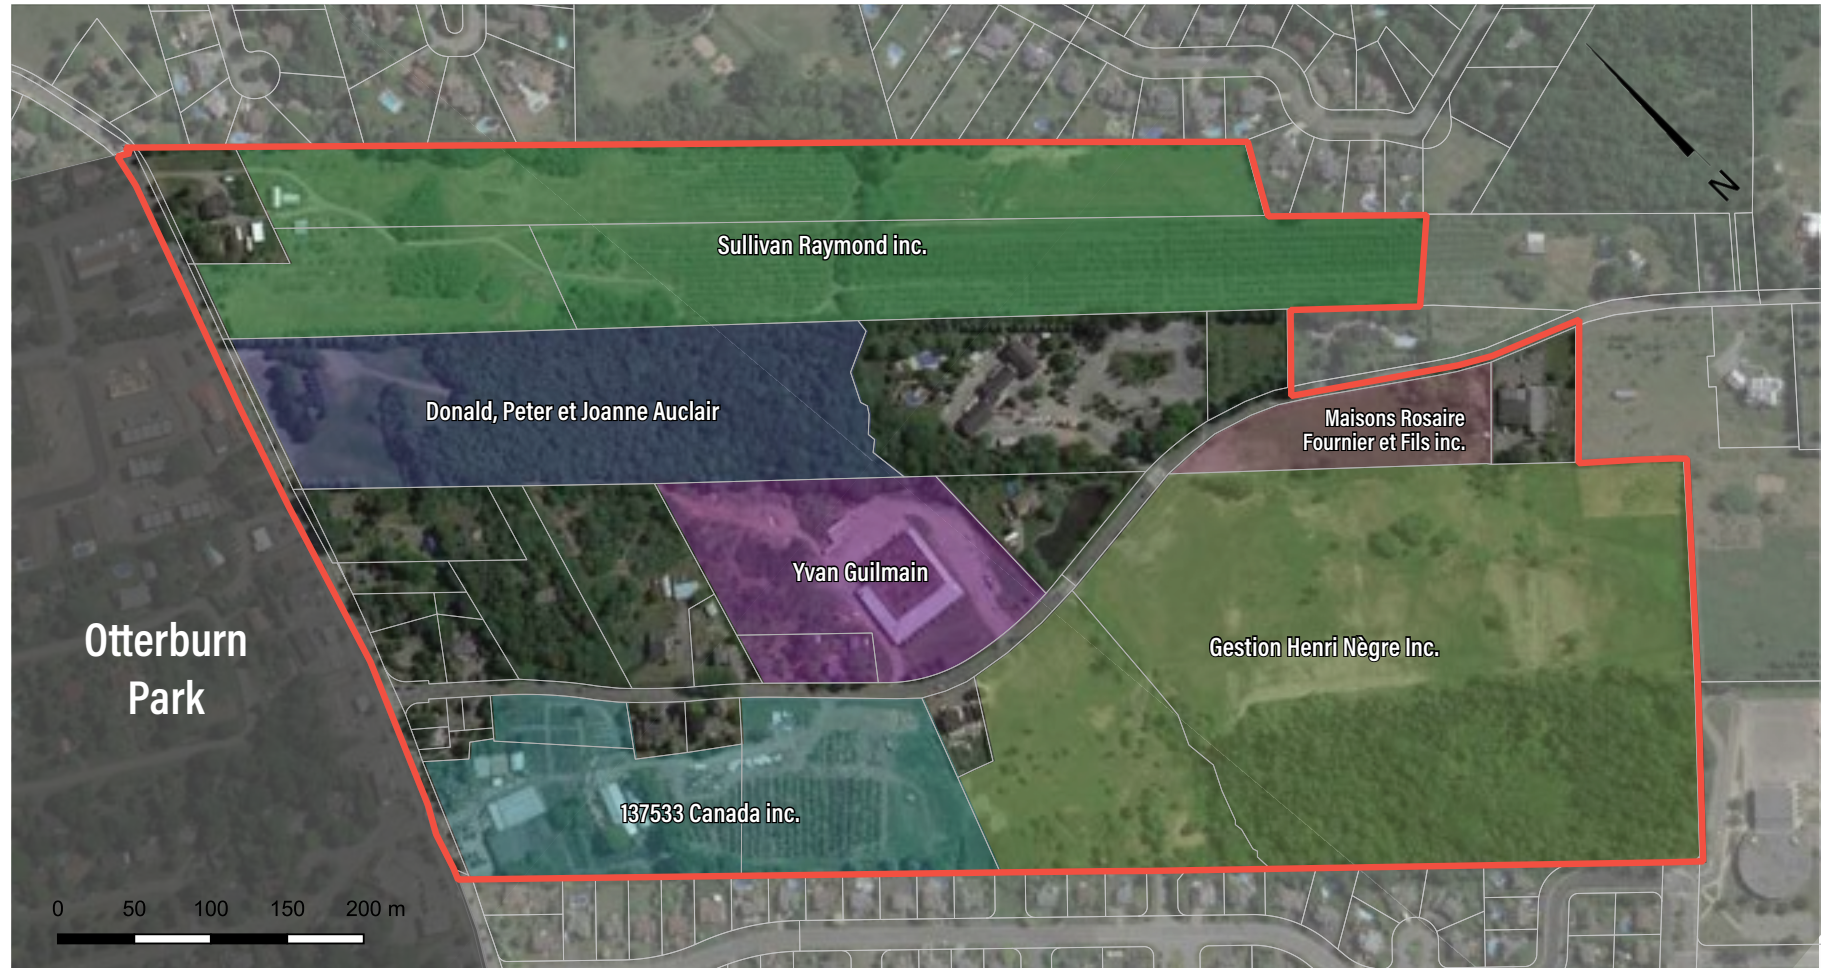 N
Sullivan Raymond inc.
Donald, Peter et Joanne Auclair
Maisons Rosaire
Fournier et Fils inc.
Yvan Guilmain
Otterburn
Park
Gestion Henri Nègre Inc.
137533 Canada inc.
0 50 100 150 200 m